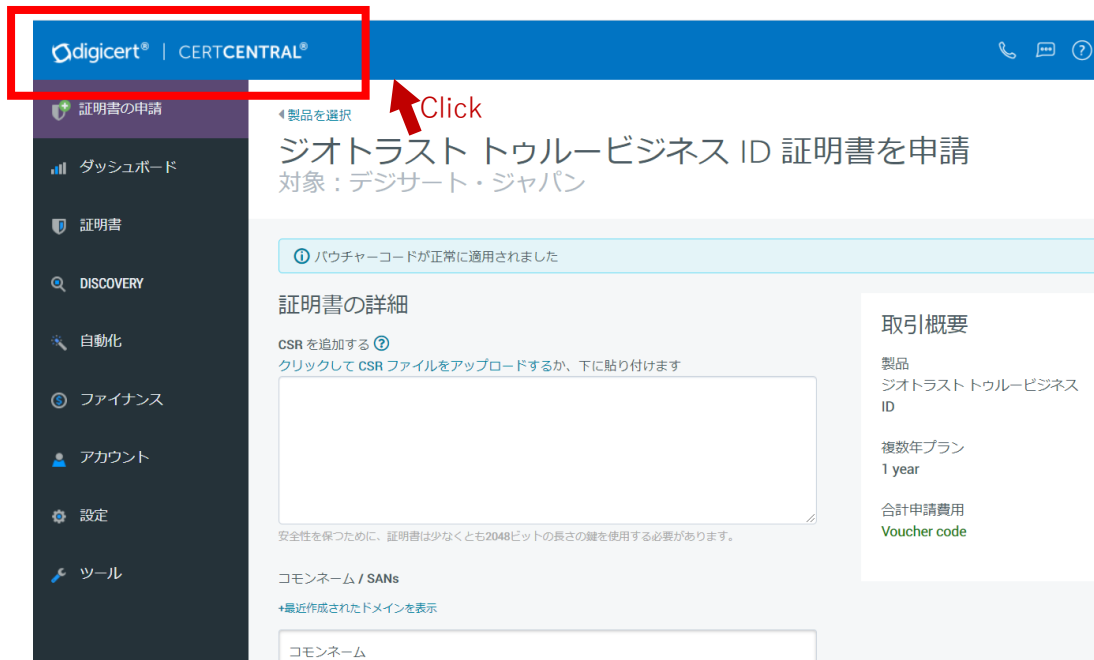 digicert® | CERTCENTRAL®
Click
証明書の申請
ダッシュボード
証明書
DISCOVERY
自動化
ファイナンス
アカウント
設定
ツール
製品を選択
ジオトラスト トゥルービジネス ID 証明書を申請
対象：デジサート・ジャパン
バウチャーコードが正常に適用されました
証明書の詳細
CSR を追加する
クリックして CSR ファイルをアップロードするか、下に貼り付けます
安全性を保つために、証明書は少なくとも2048ビットの長さの鍵を使用する必要があります。
コモンネーム / SANs
+最近作成されたドメインを表示
コモンネーム
取引概要
製品
ジオトラスト トゥルービジネス
ID
複数年プラン
1 year
合計申請費用
Voucher code